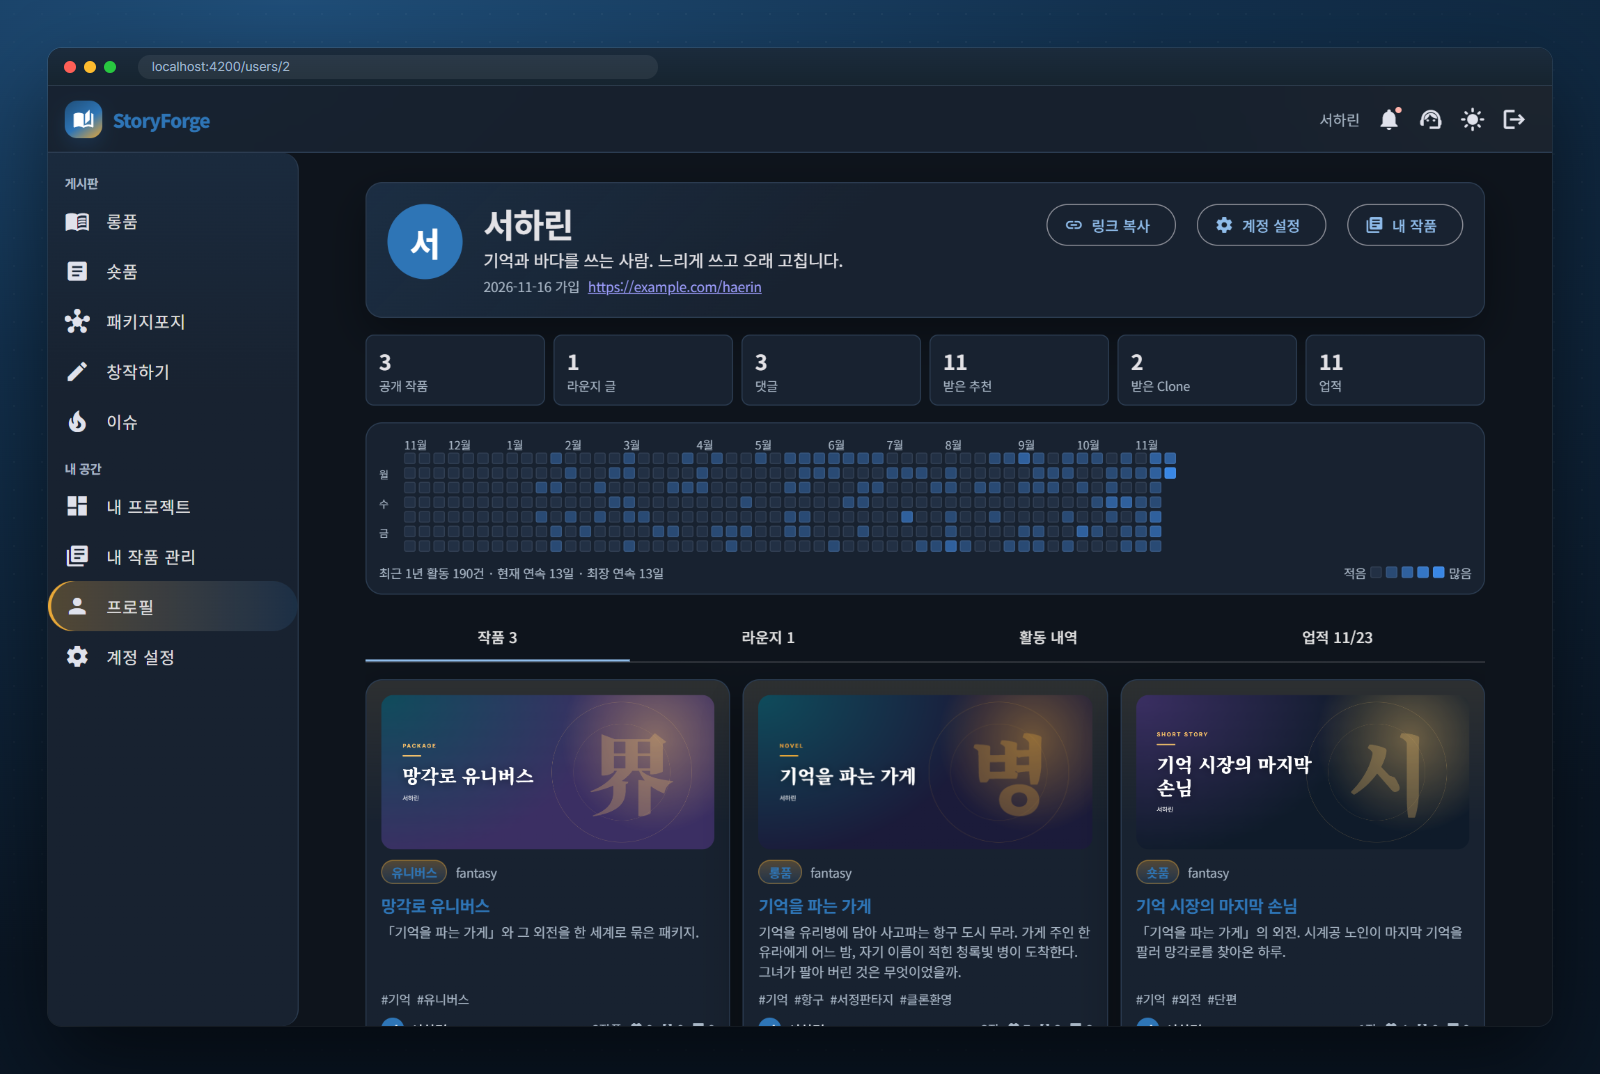 localhost:4200/users/2
StoryForge
서하린
게시판
롱폼
숏폼
패키지포지
창작하기
이슈
내 공간
내 프로젝트
내 작품 관리
프로필
계정 설정
서
서하린
기억과 바다를 쓰는 사람. 느리게 쓰고 오래 고칩니다.
2026-11-16 가입 https://example.com/haerin
링크 복사
계정 설정
내 작품
3
공개 작품
1
라운지 글
3
댓글
11
받은 추천
2
받은 Clone
11
업적
11월 12월 1월 2월 3월 4월 5월 6월 7월 8월 9월 10월 11월
월
수
금
최근 1년 활동 190건 · 현재 연속 13일 · 최장 연속 13일
적음 많음
작품 3
라운지 1
활동 내역
업적 11/23
PACKAGE
망각로 유니버스
서하린
界
유니버스 fantasy
망각로 유니버스
「기억을 파는 가게」와 그 외전을 한 세계로 묶은 패키지.
#기억 #유니버스
NOVEL
기억을 파는 가게
서하린
병
롱폼 fantasy
기억을 파는 가게
기억을 유리병에 담아 사고파는 항구 도시 무라. 가게 주인 한
유라에게 어느 밤, 자기 이름이 적힌 청록빛 병이 도착한다.
그녀가 팔아 버린 것은 무엇이었을까.
#기억 #항구 #서정판타지 #클론환영
SHORT STORY
기억 시장의 마지막
손님
서하린
시
숏폼 fantasy
기억 시장의 마지막 손님
「기억을 파는 가게」의 외전. 시계공 노인이 마지막 기억을
팔러 망각로를 찾아온 하루.
#기억 #외전 #단편